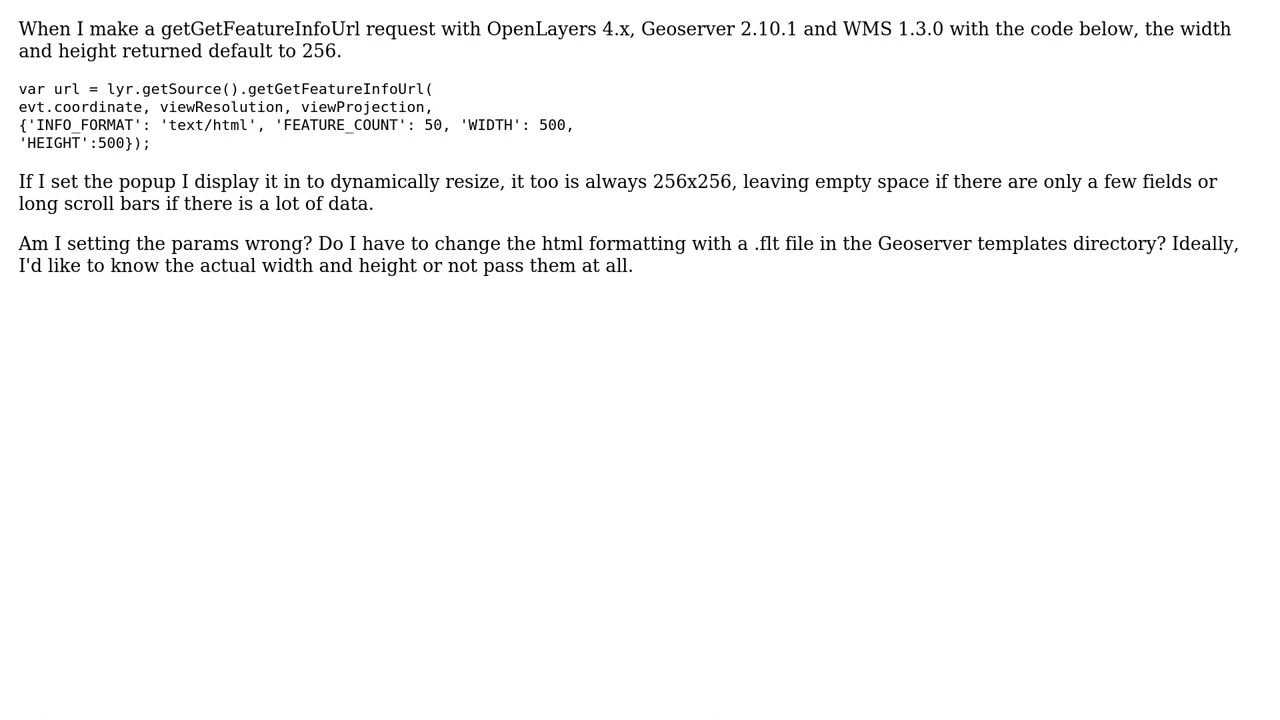 When I make a getGetFeatureInfoUrl request with OpenLayers 4.x, Geoserver 2.10.1 and WMS 1.3.0 with the code below, the width
and height returned default to 256.
var url = lyr.getSource().getGetFeatureInfoUrl(
evt.coordinate, viewResolution, viewProjection,
{'INFO_FORMAT': 'text/html', 'FEATURE_COUNT': 50, 'WIDTH': 500,
'HEIGHT':500});
If I set the popup I display it in to dynamically resize, it too is always 256x256, leaving empty space if there are only a few fields or
long scroll bars if there is a lot of data.
Am I setting the params wrong? Do I have to change the html formatting with a .flt file in the Geoserver templates directory? Ideally,
I'd like to know the actual width and height or not pass them at all.